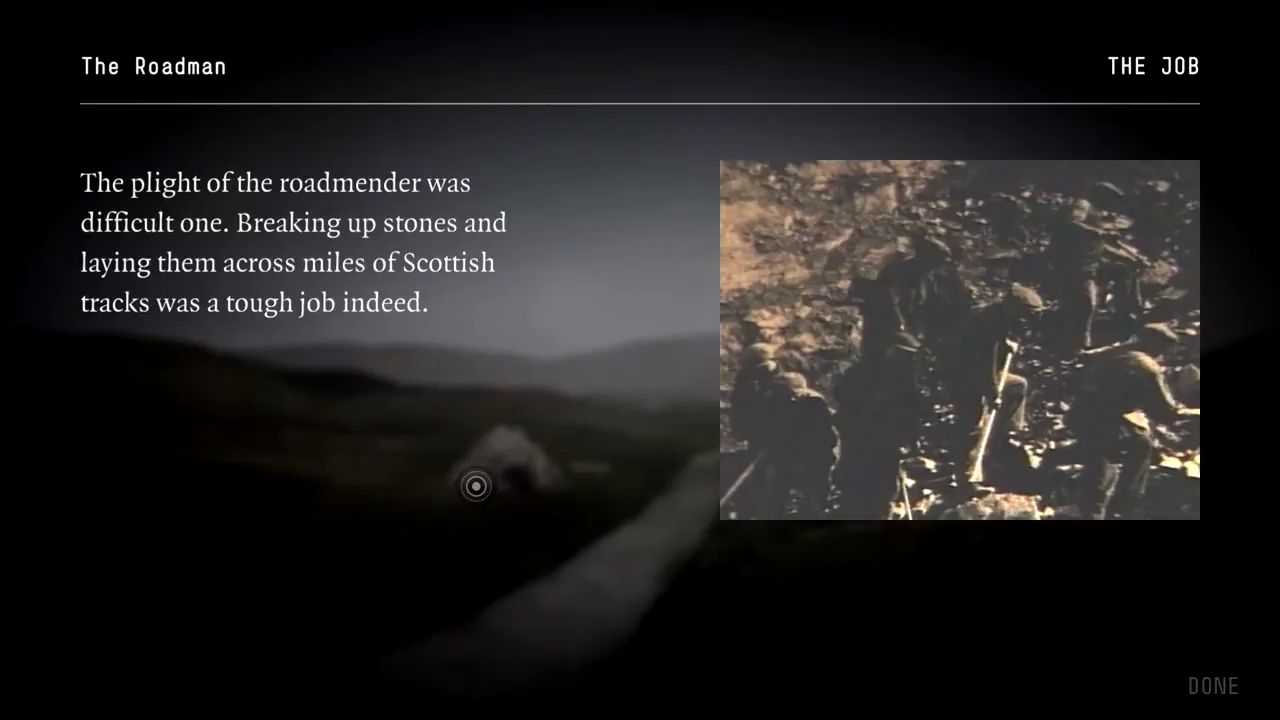 The Roadman
THE JOB
The plight of the roadmender was
difficult one. Breaking up stones and
laying them across miles of Scottish
tracks was a tough job indeed.
DONE